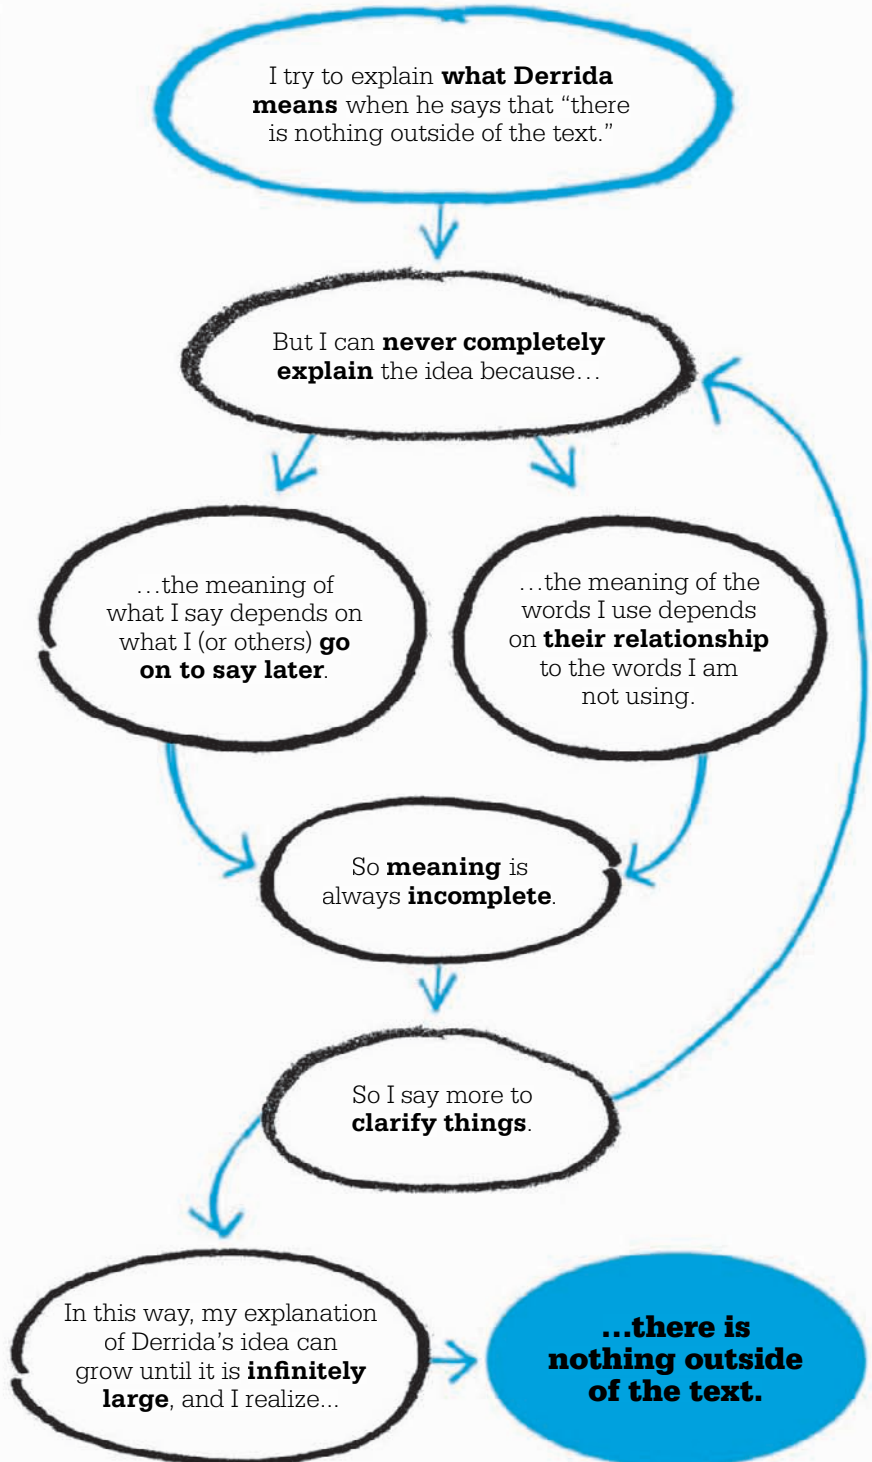 I try to explain what Derrida
means when he says that “there
is nothing outside of the text.”
But I can never completely
explain the idea because…
…the meaning of
what I say depends on
what I (or others) go
on to say later.
…the meaning of the
words I use depends
on their relationship
to the words I am
not using.
So meaning is
always incomplete.
So I say more to
clarify things.
In this way, my explanation
of Derrida’s idea can
grow until it is infinitely
large, and I realize...
...there is
nothing outside
of the text.